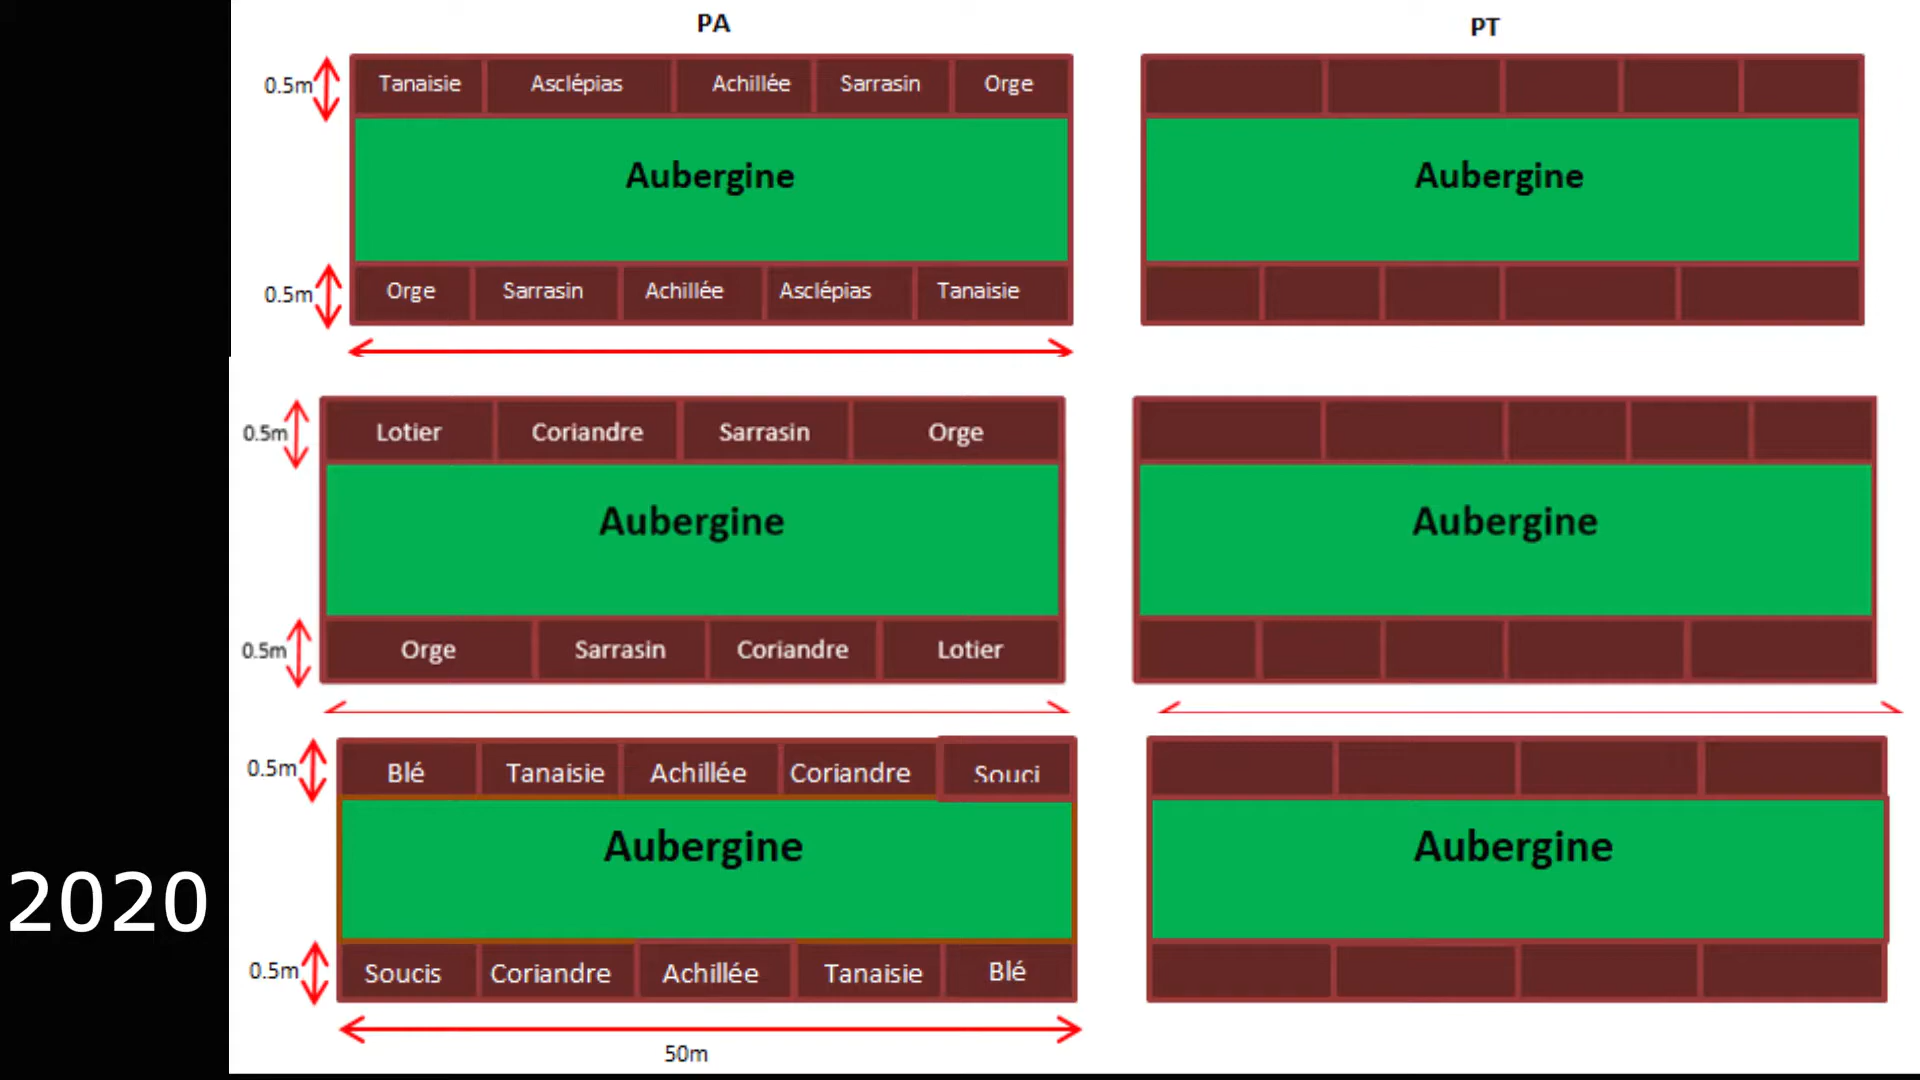 PA PT
0.5m Tanaisie Asclépias Achillée Sarrasin Orge
Aubergine Aubergine
0.5m Orge Sarrasin Achillée Asclépias Tanaisie
0.5m Lotier Coriandre Sarrasin Orge
Aubergine Aubergine
0.5m Orge Sarrasin Coriandre Lotier
0.5m Blé Tanaisie Achillée Coriandre Souci
Aubergine Aubergine
2020
0.5m Soucis Coriandre Achillée Tanaisie Blé
50m